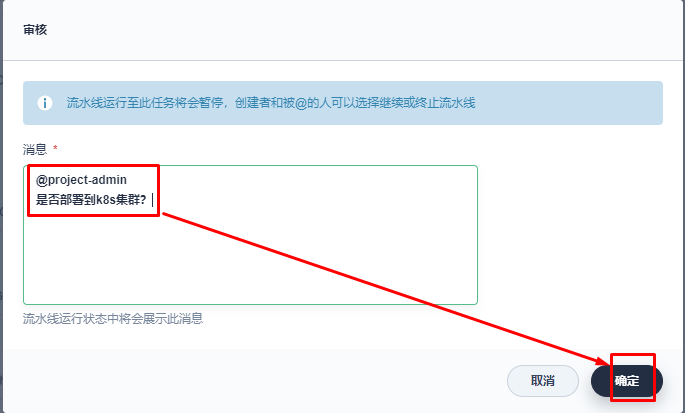 审核
流水线运行至此任务将会暂停，创建者和被@的人可以选择继续或终止流水线
消息 *
@project-admin
是否部署到k8s集群?
流水线运行状态中将会展示此消息
取消 确定